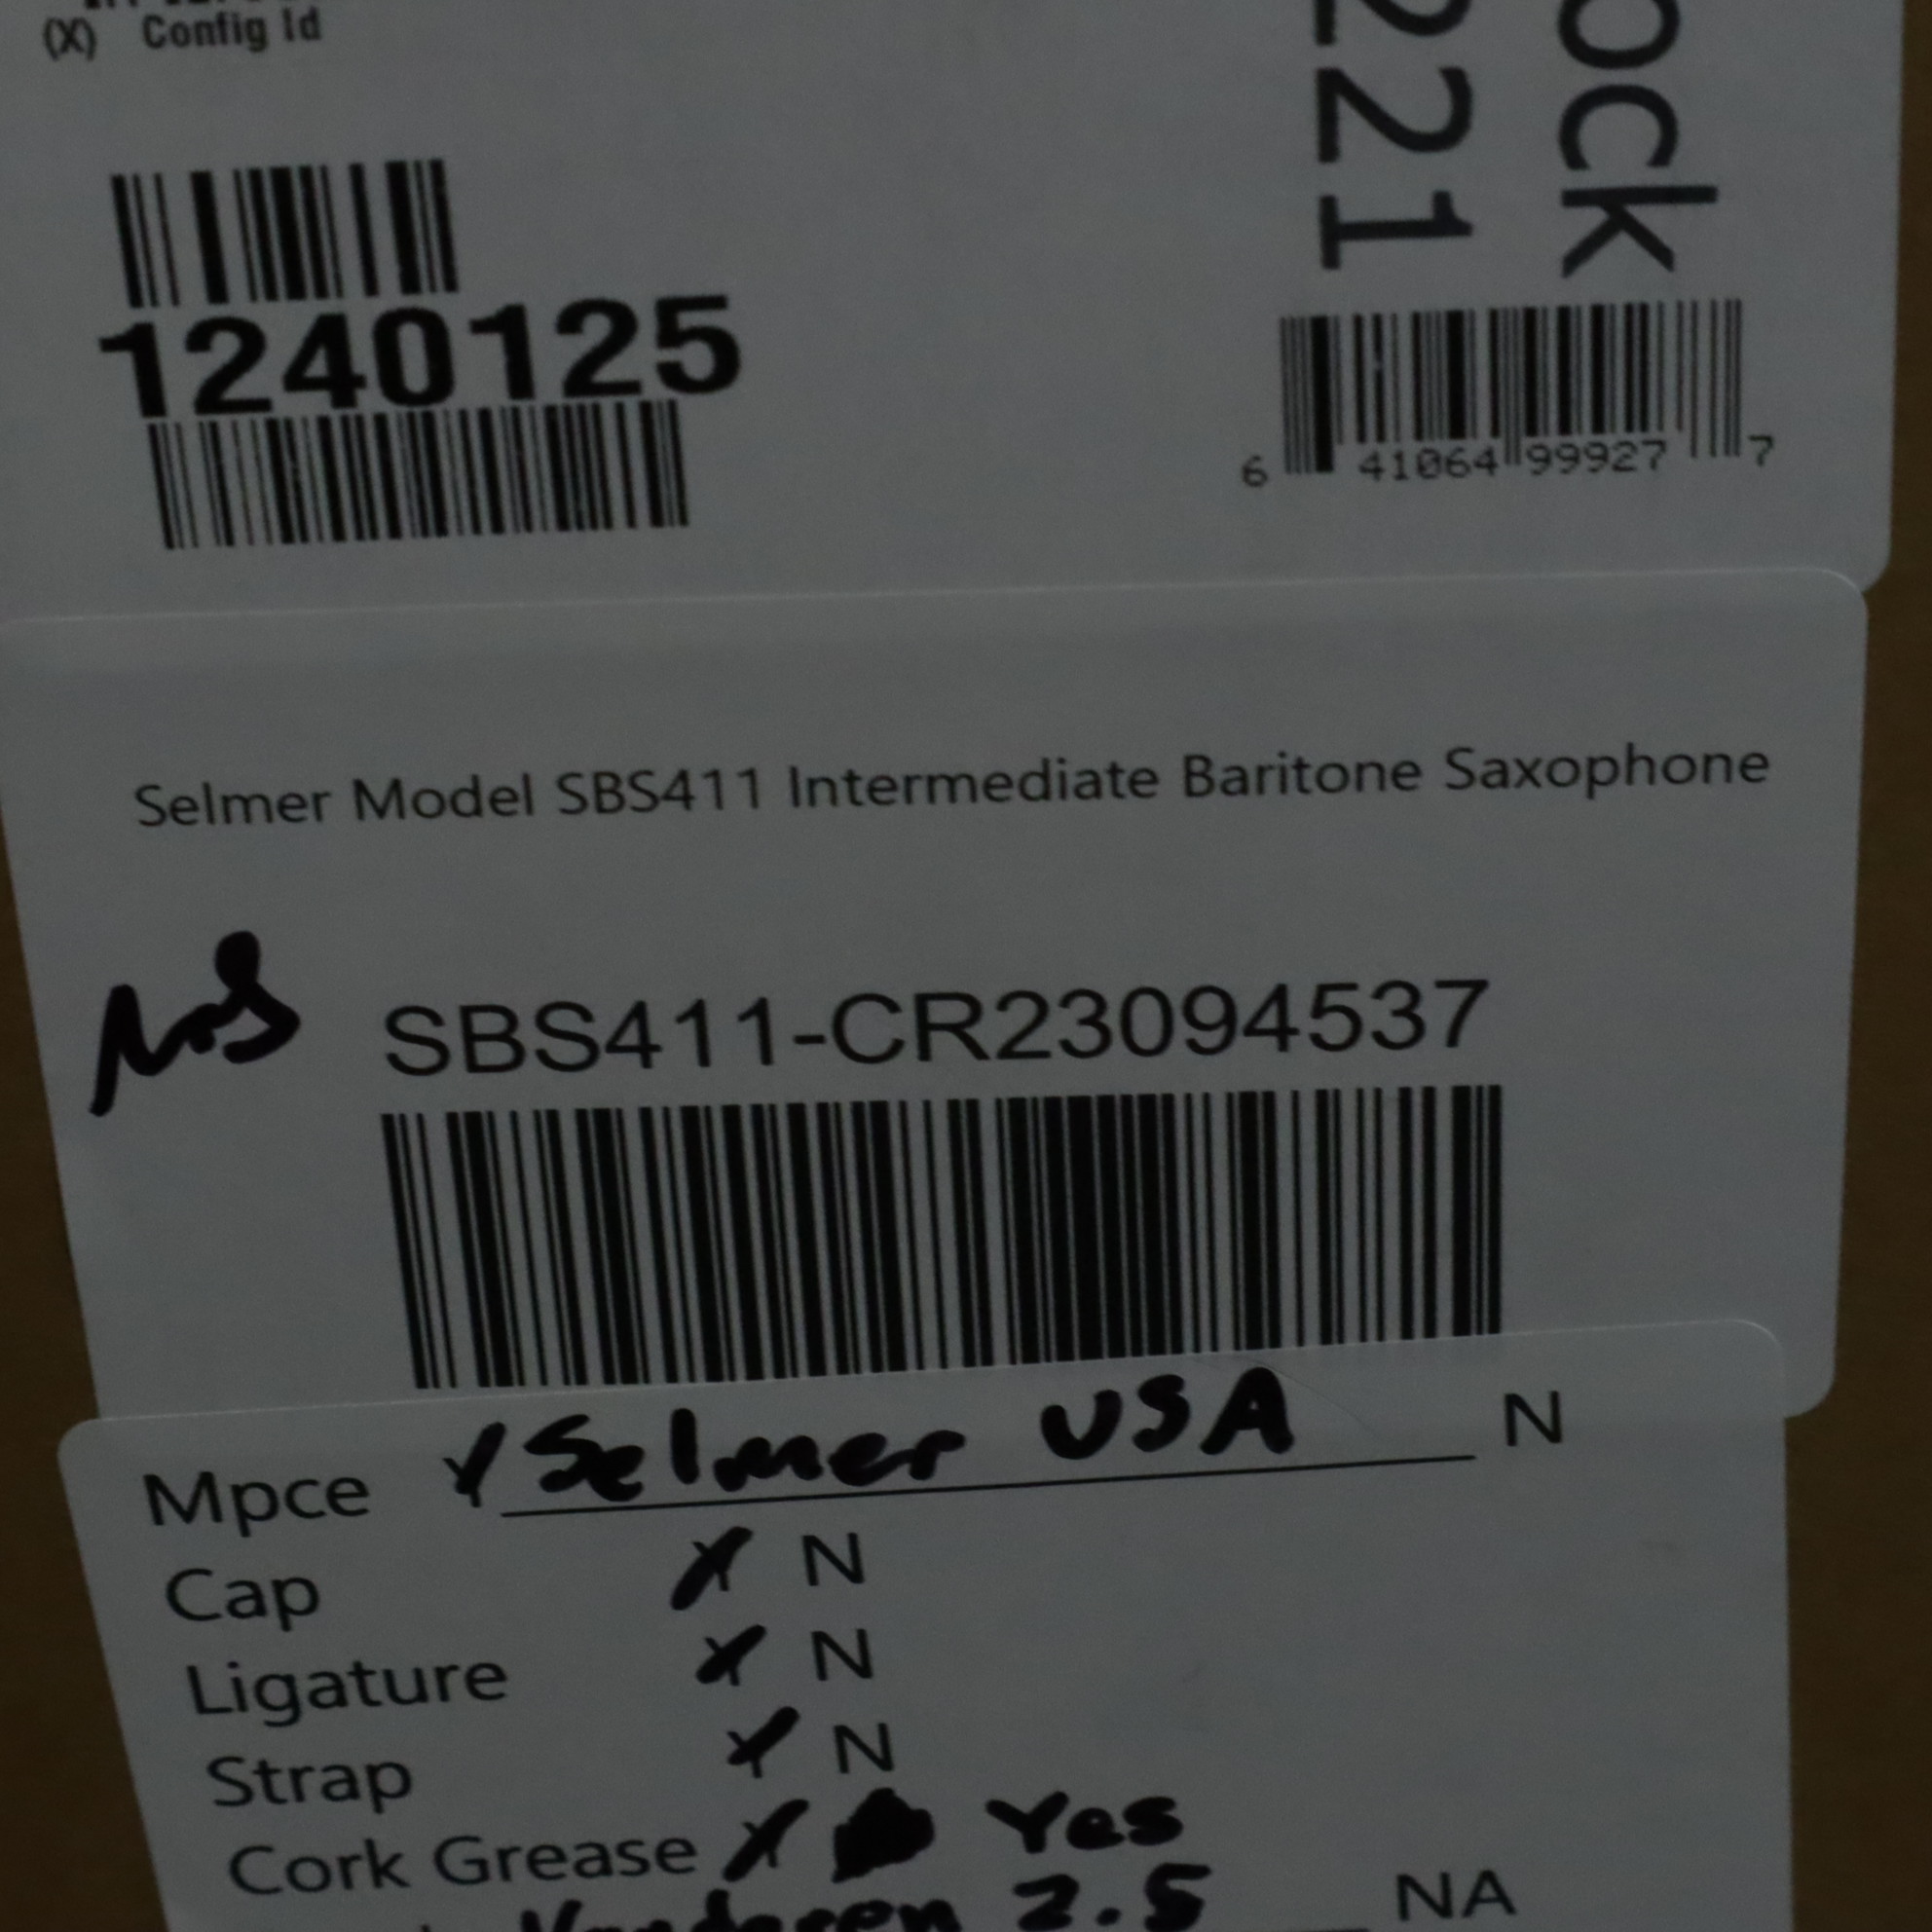 (X) Config Id
221
ock
1240125
6 41064 99927 7
Selmer Model SBS411 Intermediate Baritone Saxophone
SBS411-CR23094537
Mpce Y Selmer USA N
Cap Y N
Ligature Y N
Strap Y N
Cork Grease Y Yes
2.5 NA